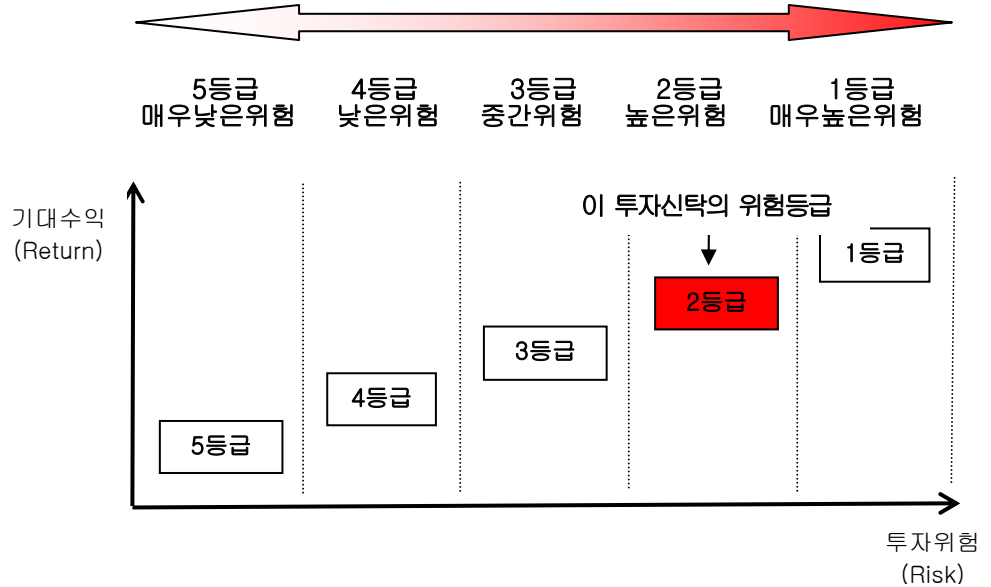 5등급 4등급 3등급 2등급 1등급
매우낮은위험 낮은위험 중간위험 높은위험 매우높은위험
기대수익
(Return)
이 투자신탁의 위험등급
1등급
2등급
3등급
4등급
5등급
투자위험
(Risk)